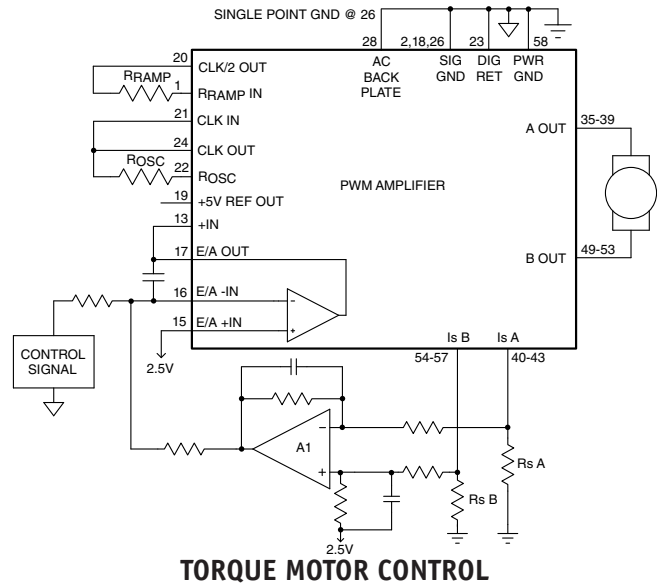 SINGLE POINT GND @ 26
28 2,18,26 23 58
AC BACK PLATE
SIG GND
DIG RET
PWR GND
20 CLK/2 OUT
RRAMP
1 RRAMP IN
21 CLK IN
24 CLK OUT
ROSC
22 ROSC
19 +5V REF OUT
13 +IN
17 E/A OUT
16 E/A -IN
15 E/A +IN
2.5V
PWM AMPLIFIER
A OUT 35-39
B OUT 49-53
- +
Is B Is A
54-57 40-43
CONTROL SIGNAL
A1
- +
Rs A
Rs B
2.5V
TORQUE MOTOR CONTROL